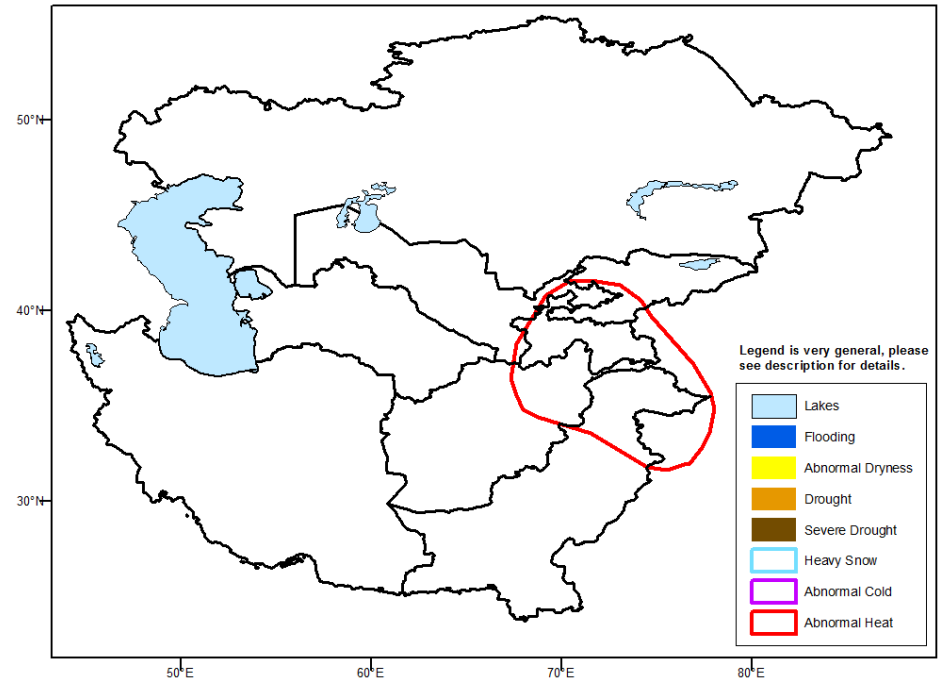 50°N
40°N
30°N
Legend is very general, please
see description for details.
Lakes
Flooding
Abnormal Dryness
Drought
Severe Drought
Heavy Snow
Abnormal Cold
Abnormal Heat
50°E
60°E
70°E
80°E